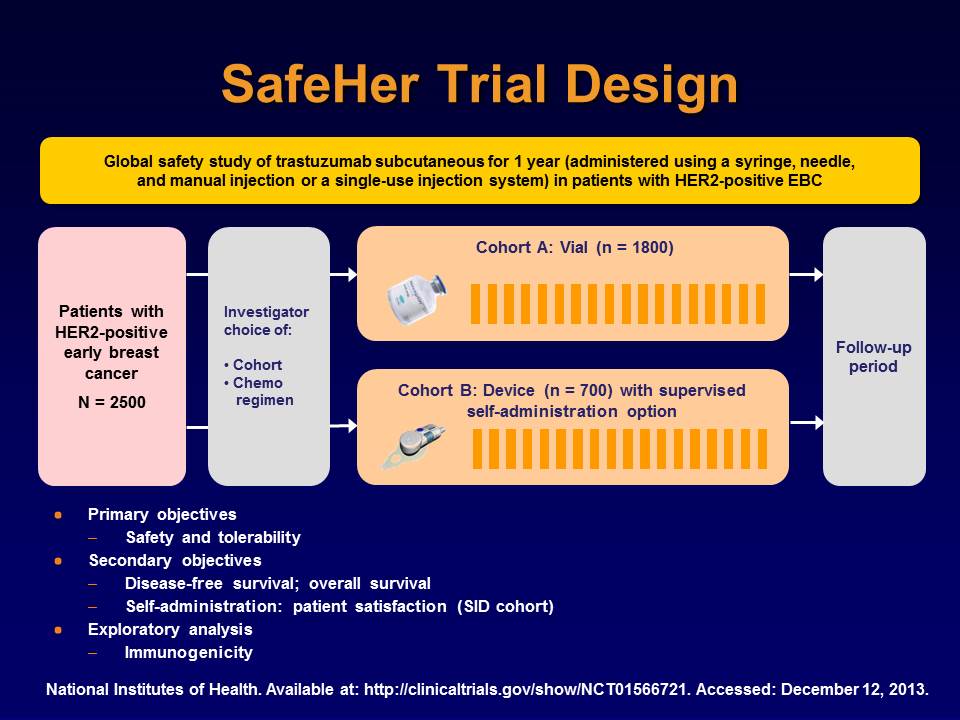 SafeHer Trial Design
Global safety study of trastuzumab subcutaneous for 1 year (administered using a syringe, needle,
and manual injection or a single-use injection system) in patients with HER2-positive EBC
Patients with
HER2-positive
early breast
cancer
N = 2500
Investigator
choice of:
• Cohort
• Chemo
regimen
Cohort A: Vial (n = 1800)
Cohort B: Device (n = 700) with supervised
self-administration option
Follow-up
period
● Primary objectives
– Safety and tolerability
● Secondary objectives
– Disease-free survival; overall survival
– Self-administration: patient satisfaction (SID cohort)
● Exploratory analysis
– Immunogenicity
National Institutes of Health. Available at: http://clinicaltrials.gov/show/NCT01566721. Accessed: December 12, 2013.